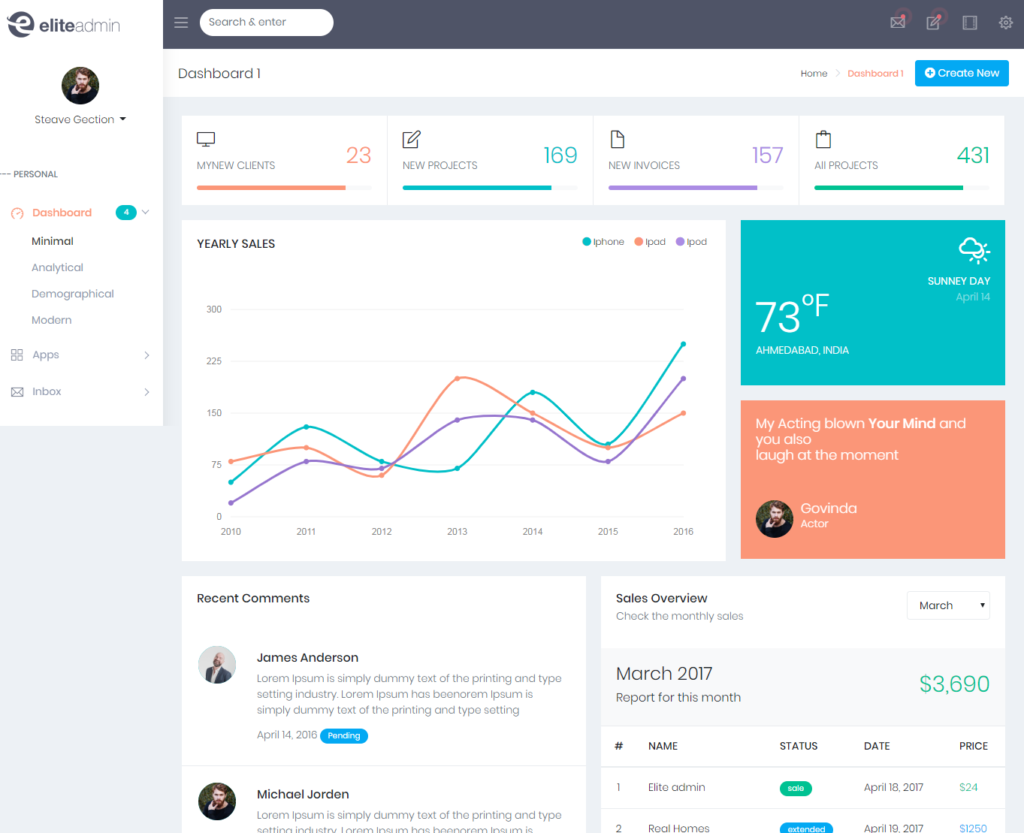 eliteadmin
Search & enter
Steave Gection
--- PERSONAL
Dashboard 4
Minimal
Analytical
Demographical
Modern
Apps
Inbox
Dashboard 1
Home > Dashboard 1
Create New
MYNEW CLIENTS 23
NEW PROJECTS 169
NEW INVOICES 157
All PROJECTS 431
YEARLY SALES
Iphone Ipad Ipod
300
225
150
75
0
2010 2011 2012 2013 2014 2015 2016
SUNNEY DAY
April 14
73°F
AHMEDABAD, INDIA
My Acting blown Your Mind and
you also
laugh at the moment
Govinda
Actor
Recent Comments
James Anderson
Lorem Ipsum is simply dummy text of the printing and type
setting industry. Lorem Ipsum has beenorem Ipsum is
simply dummy text of the printing and type setting
April 14, 2016 Pending
Michael Jorden
Lorem Ipsum is simply dummy text of the printing and type
setting industry. Lorem Ipsum has beenorem Ipsum is
Sales Overview
Check the monthly sales
March
March 2017
Report for this month
$3,690
# NAME STATUS DATE PRICE
1 Elite admin sale April 18, 2017 $24
2 Real Homes extended April 19, 2017 $1250